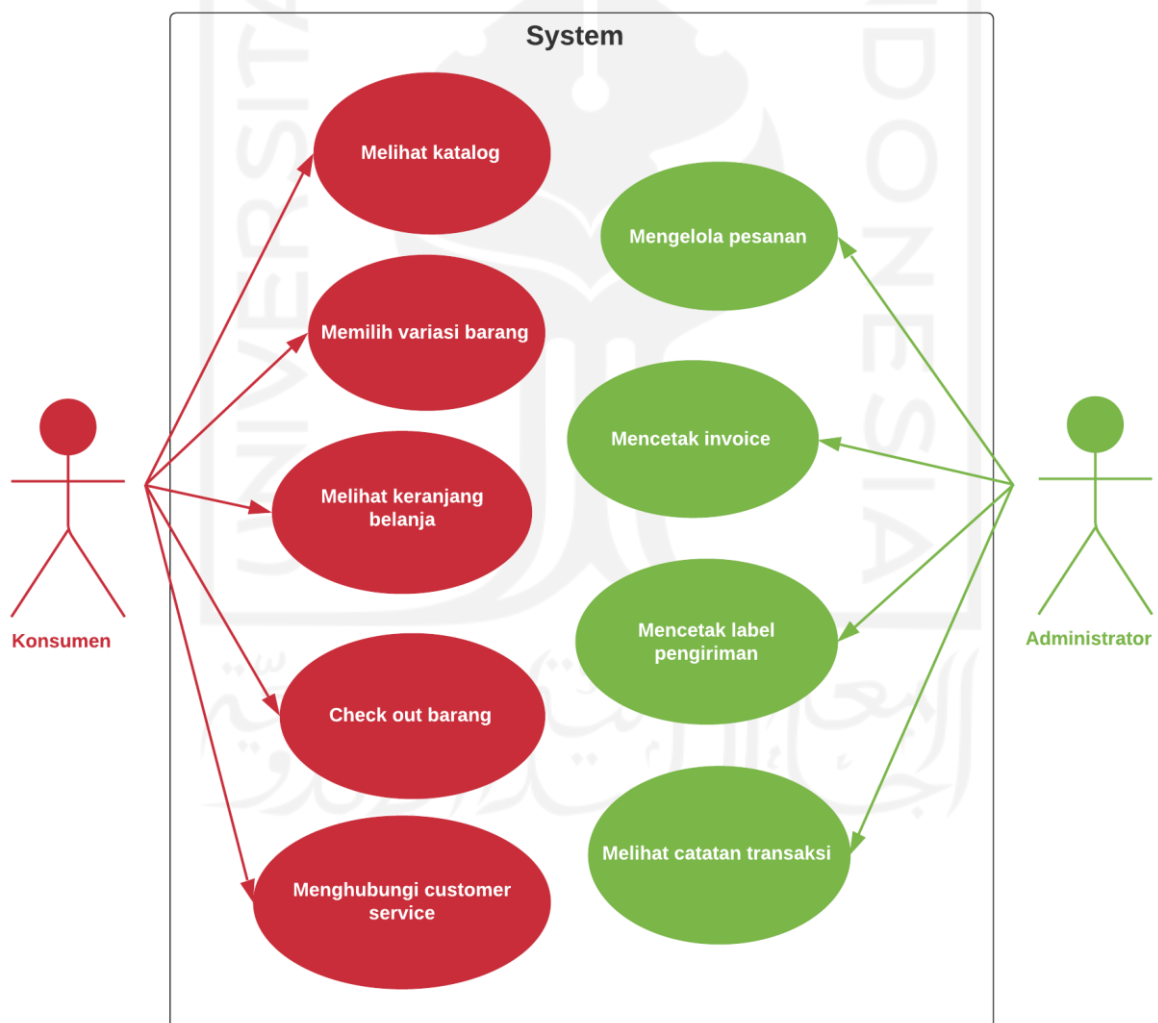 System
Melihat katalog
Memilih variasi barang
Melihat keranjang
belanja
Check out barang
Menghubungi customer
service
Konsumen
Mengelola pesanan
Mencetak invoice
Mencetak label
pengiriman
Melihat catatan transaksi
Administrator